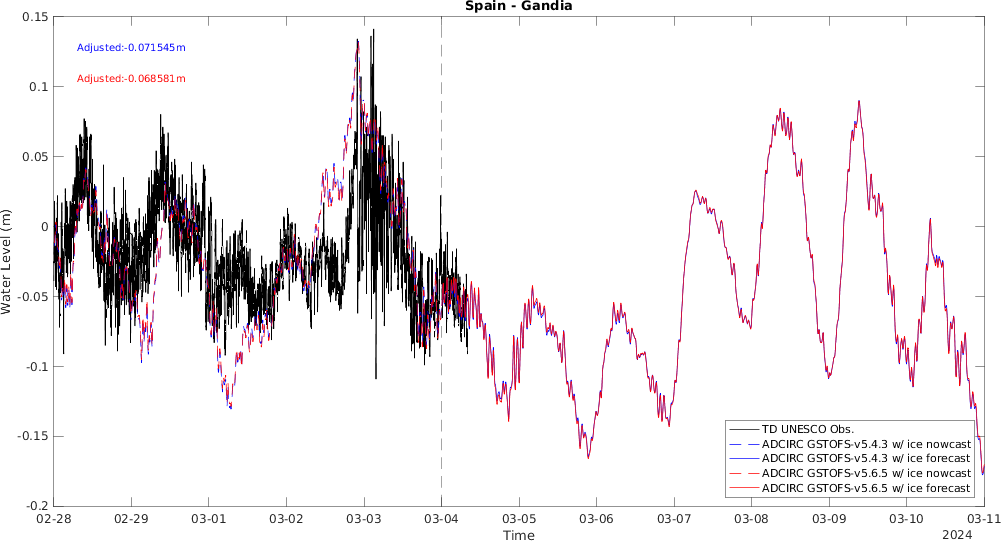 Spain - Gandia
0.15
0.1
0.05
0
-0.05
-0.1
-0.15
-0.2
Water Level (m)
Adjusted:-0.071545m
Adjusted:-0.068581m
TD UNESCO Obs.
ADCIRC GSTOFS-v5.4.3 w/ ice nowcast
ADCIRC GSTOFS-v5.4.3 w/ ice forecast
ADCIRC GSTOFS-v5.6.5 w/ ice nowcast
ADCIRC GSTOFS-v5.6.5 w/ ice forecast
02-28 02-29 03-01 03-02 03-03 03-04 03-05 03-06 03-07 03-08 03-09 03-10 03-11
Time
2024